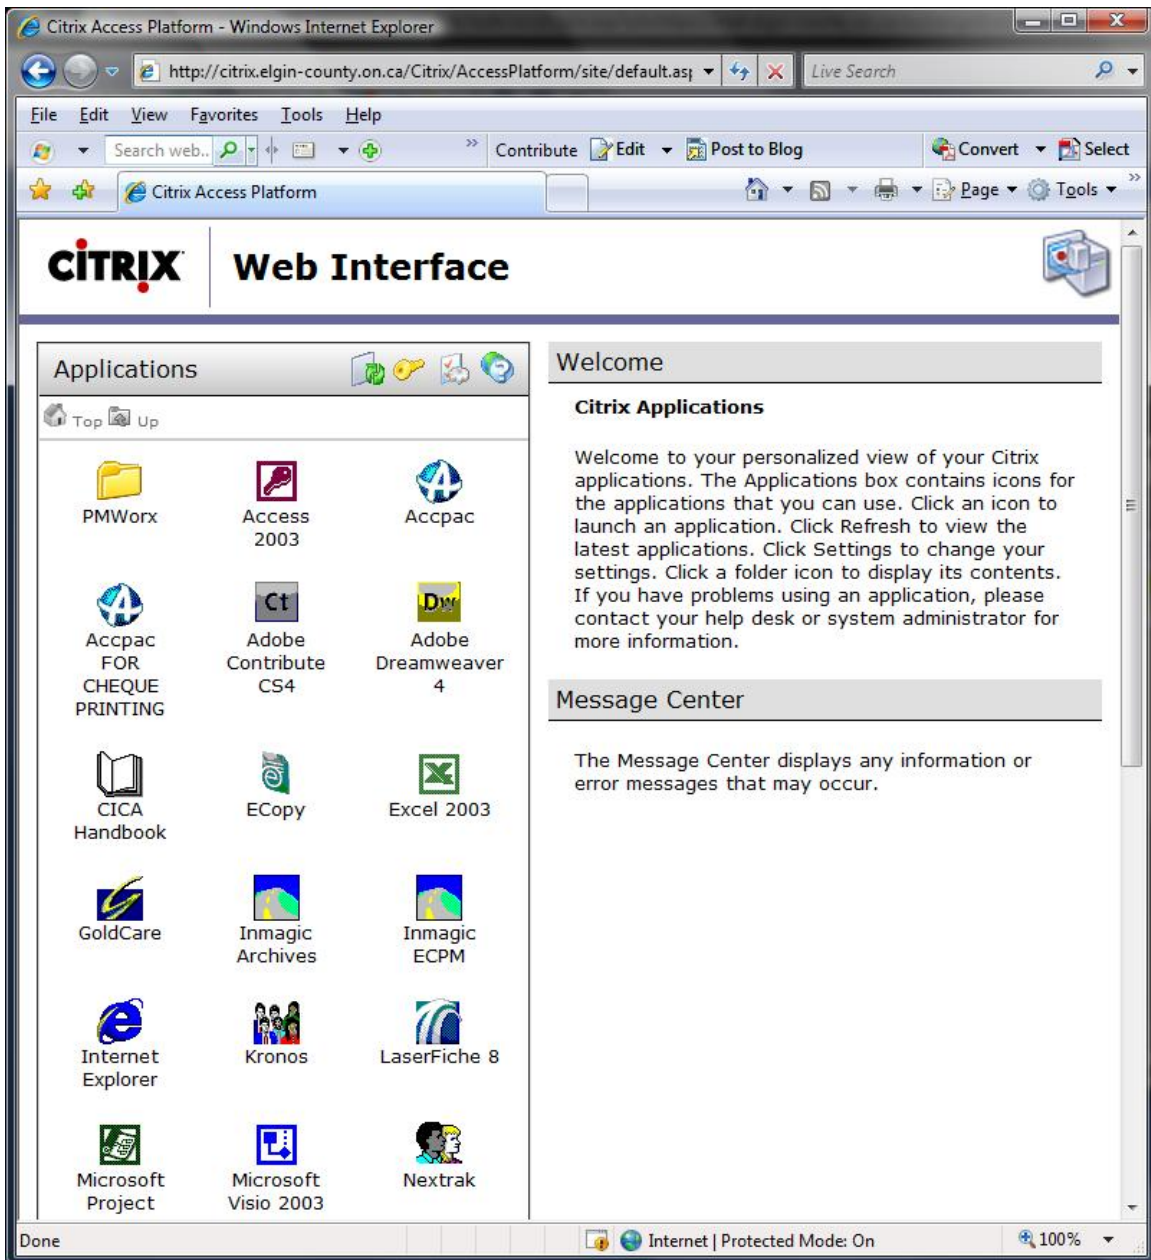 Citrix Access Platform - Windows Internet Explorer
http://citrix.elgin-county.on.ca/Citrix/AccessPlatform/site/default.as
Live Search
File Edit View Favorites Tools Help
Search web..
» Contribute Edit Post to Blog Convert Select
Citrix Access Platform
Page Tools »
CITRIX
Web Interface
Applications
Top Up
PMWorx
Access
2003
Accpac
Accpac
FOR
CHEQUE
PRINTING
Ct
Adobe
Contribute
CS4
Dw
Adobe
Dreamweaver
4
CICA
Handbook
ECopy
Excel 2003
GoldCare
Inmagic
Archives
Inmagic
ECPM
Internet
Explorer
Kronos
LaserFiche 8
Microsoft
Project
Microsoft
Visio 2003
Nextrak
Welcome
Citrix Applications
Welcome to your personalized view of your Citrix
applications. The Applications box contains icons for
the applications that you can use. Click an icon to
launch an application. Click Refresh to view the
latest applications. Click Settings to change your
settings. Click a folder icon to display its contents.
If you have problems using an application, please
contact your help desk or system administrator for
more information.
Message Center
The Message Center displays any information or
error messages that may occur.
Done
Internet | Protected Mode: On
100%